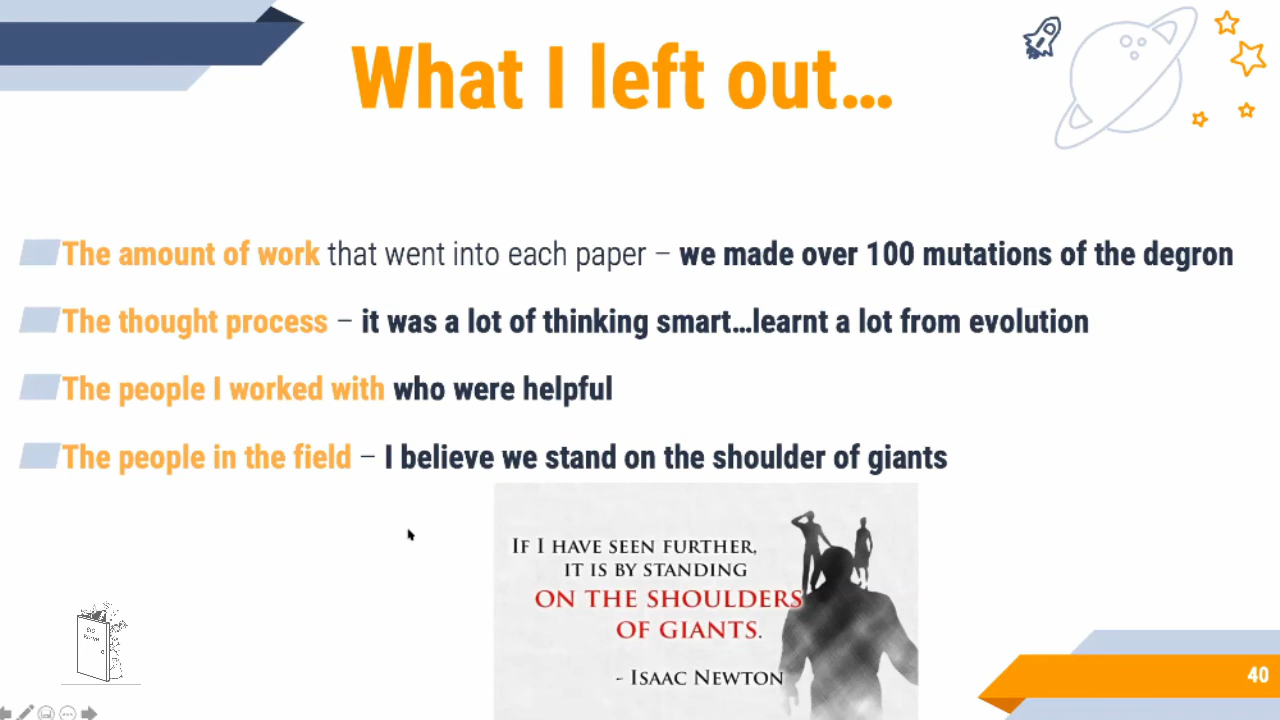 What I left out...
The amount of work that went into each paper – we made over 100 mutations of the degron
The thought process – it was a lot of thinking smart...learnt a lot from evolution
The people I worked with who were helpful
The people in the field – I believe we stand on the shoulder of giants
IF I HAVE SEEN FURTHER,
IT IS BY STANDING
ON THE SHOULDERS
OF GIANTS.
- ISAAC NEWTON
40